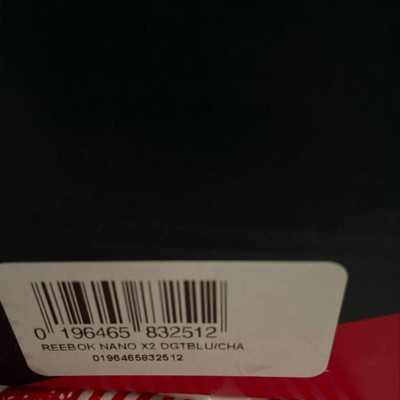 0 196465 832512
REEBOK NANO X2 DGTBLU/CHA
0196465832512